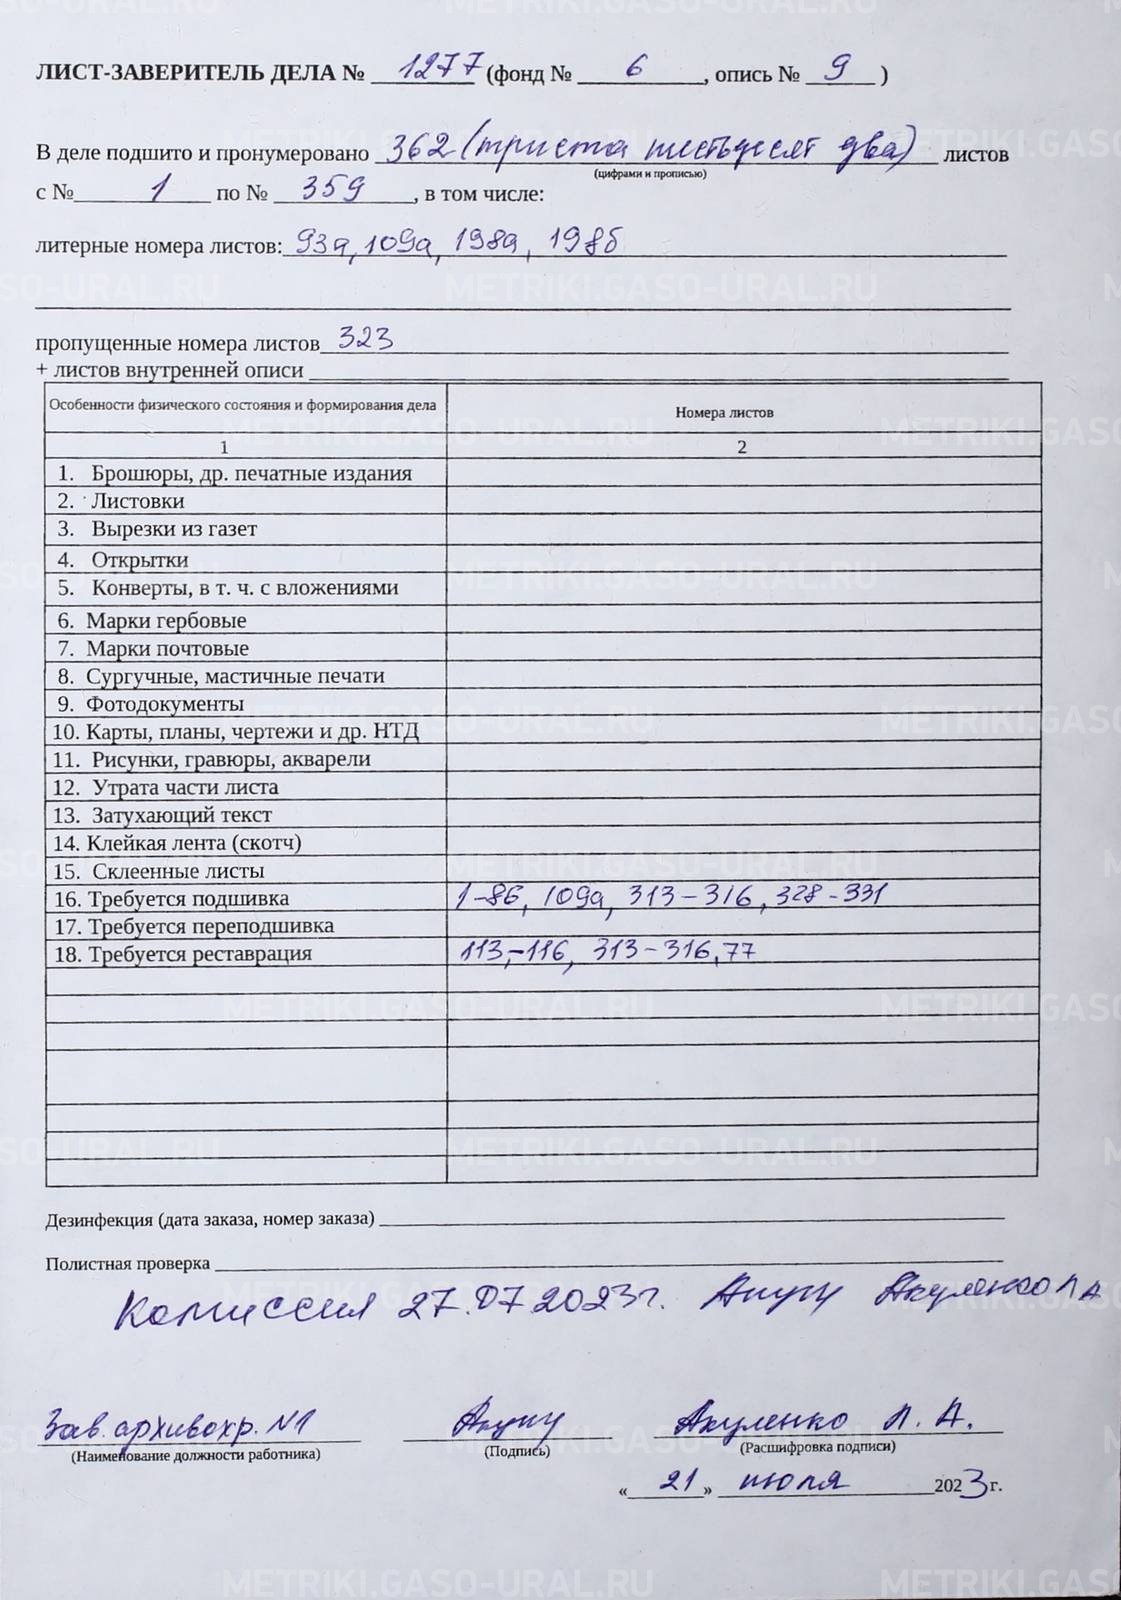 ЛИСТ-ЗАВЕРИТЕЛЬ ДЕЛА № 1277 (фонд № 6, опись № 9)
В деле подшито и пронумеровано 362 (триста шестьдесят два) листов
(цифрами и прописью)
с № 1 по № 359, в том числе:
литерные номера листов: 93а, 109а, 198а, 198б
пропущенные номера листов 323
+ листов внутренней описи
Особенности физического состояния и формирования дела Номера листов
1 2
1. Брошюры, др. печатные издания
2. Листовки
3. Вырезки из газет
4. Открытки
5. Конверты, в т. ч. с вложениями
6. Марки гербовые
7. Марки почтовые
8. Сургучные, мастичные печати
9. Фотодокументы
10. Карты, планы, чертежи и др. НТД
11. Рисунки, гравюры, акварели
12. Утрата части листа
13. Затухающий текст
14. Клейкая лента (скотч)
15. Склеенные листы
16. Требуется подшивка 1-86, 109а, 313-316, 328-331
17. Требуется переподшивка
18. Требуется реставрация 113,-116, 313-316, 77
Дезинфекция (дата заказа, номер заказа)
Полистная проверка
Комиссия 27.07.2023г. Акуленко ЛА
Зав. архивохр. N1 Акуленко Л. А.
(Наименование должности работника) (Подпись) (Расшифровка подписи)
«21» июля 2023г.
METRIKI.GASO-URAL.RU